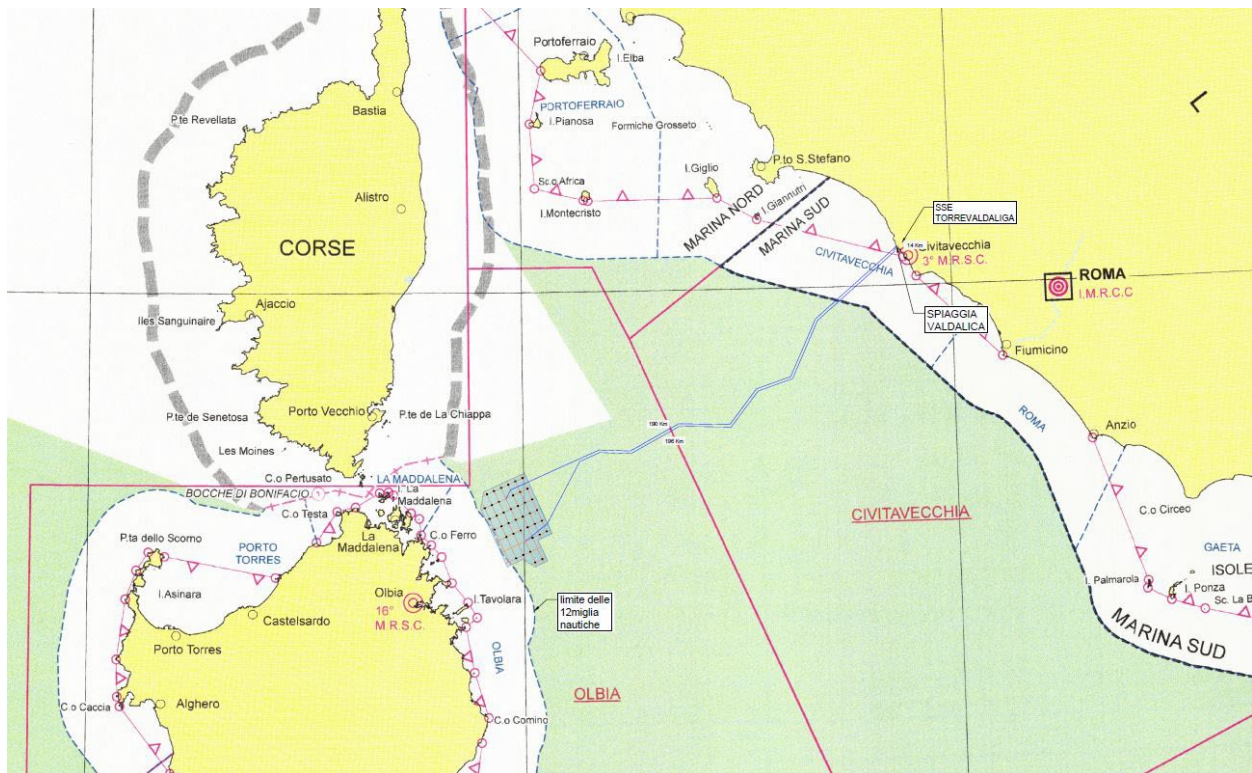 Portoferraio
I.Elba
PORTOFERRAIO
I.Pianosa
Formiche Grosseto
Bastia
P.te Revellata
Sc.o Africa
I.Giglio
P.to S.Stefano
Alistro
I.Montecristo
I. Giannutri
MARINA NORD
MARINA SUD
SSE
TORREVALDALIGA
CORSE
14 Km
Civitavecchia
3° M.R.S.C.
CIVITAVECCHIA
ROMA
I.M.R.C.C
Ajaccio
Iles Sanguinaire
SPIAGGIA
VALDALICA
Fiumicino
Porto Vecchio
P.te de Senetosa
P.te de La Chiappa
ROMA
190 Km
196 Km
Anzio
Les Moines
C.o Pertusato
LA MADDALENA
BOCCHE DI BONIFACIO
I. La
Maddalena
C.o Testa
La
Maddalena
C.o Ferro
CIVITAVECCHIA
C.o Circeo
P.ta dello Scorno
PORTO
TORRES
GAETA
ISOLE
I. Palmarola
I. Ponza
Sc. La B
I.Asinara
Olbia
16°
M.R.S.C.
I.Tavolara
limite delle
12miglia
nautiche
Castelsardo
Porto Torres
OLBIA
MARINA SUD
OLBIA
Alghero
C.o Caccia
C.o Comino